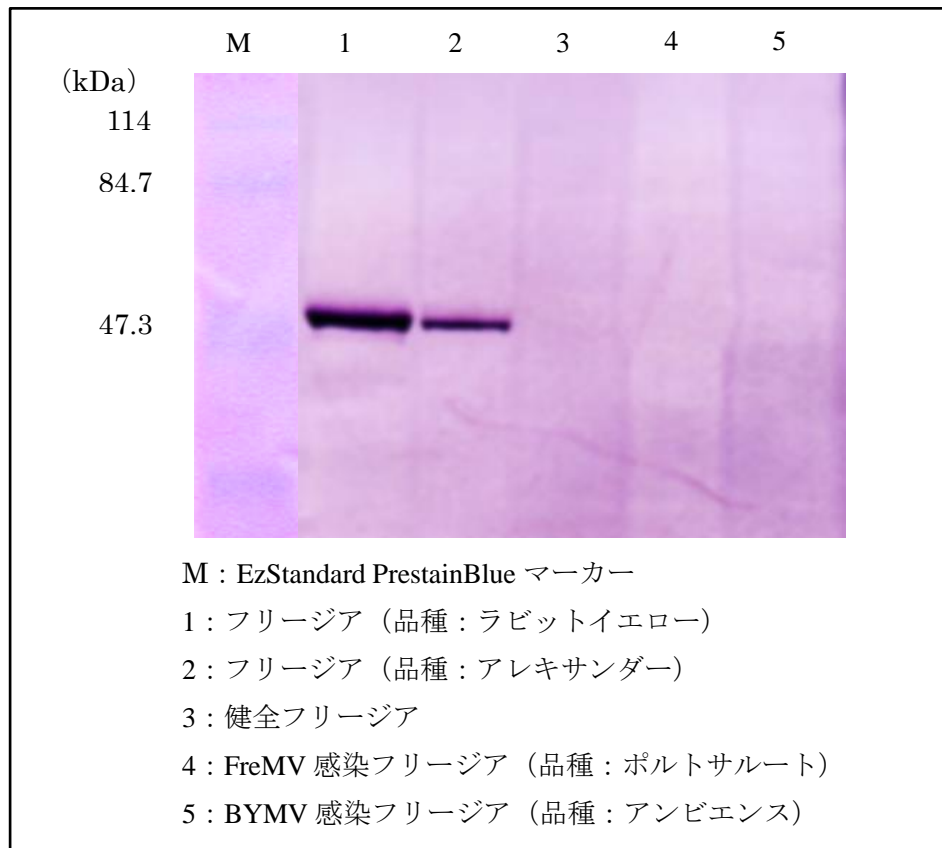 M 1 2 3 4 5
(kDa)
114
84.7
47.3
M：EzStandard PrestainBlue マーカー
1：フリージア（品種：ラビットイエロー）
2：フリージア（品種：アレキサンダー）
3：健全フリージア
4：FreMV 感染フリージア（品種：ポルトサルート）
5：BYMV 感染フリージア（品種：アンビエンス）